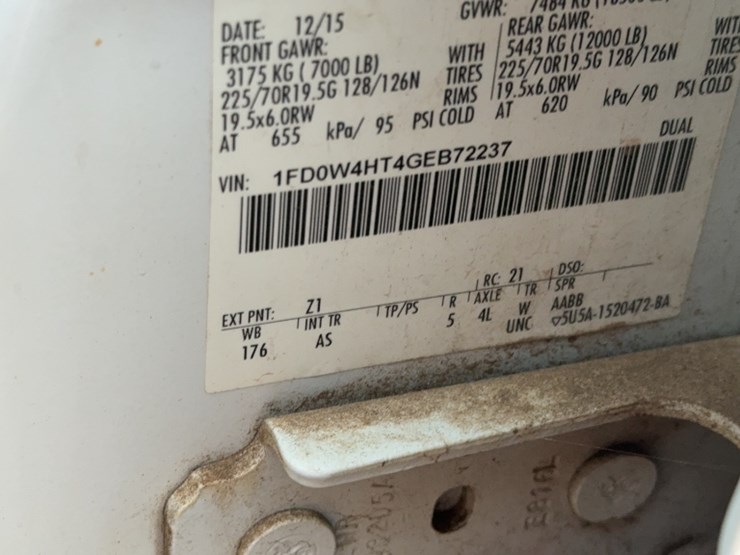 DATE: 12/15
GVWR:
FRONT GAWR:
3175 KG ( 7000 LB)
WITH
225/70R19.5G 128/126N
TIRES
19.5x6.0RW
RIMS
AT 655 kPa/ 95 PSI COLD
REAR GAWR:
5443 KG (12000 LB)
225/70R19.5G 128/126N
TIRES
19.5x6.0RW
RIMS
AT 620 kPa/ 90 PSI COLD
DUAL
VIN: 1FD0W4HT4GEB72237
EXT PNT: Z1
RC: 21
DSO:
WB
INT TR
TP/PS
R
AXLE
TR
SPR
176
AS
5
4L
W
AABB
UNC
5U5A-1520472-BA